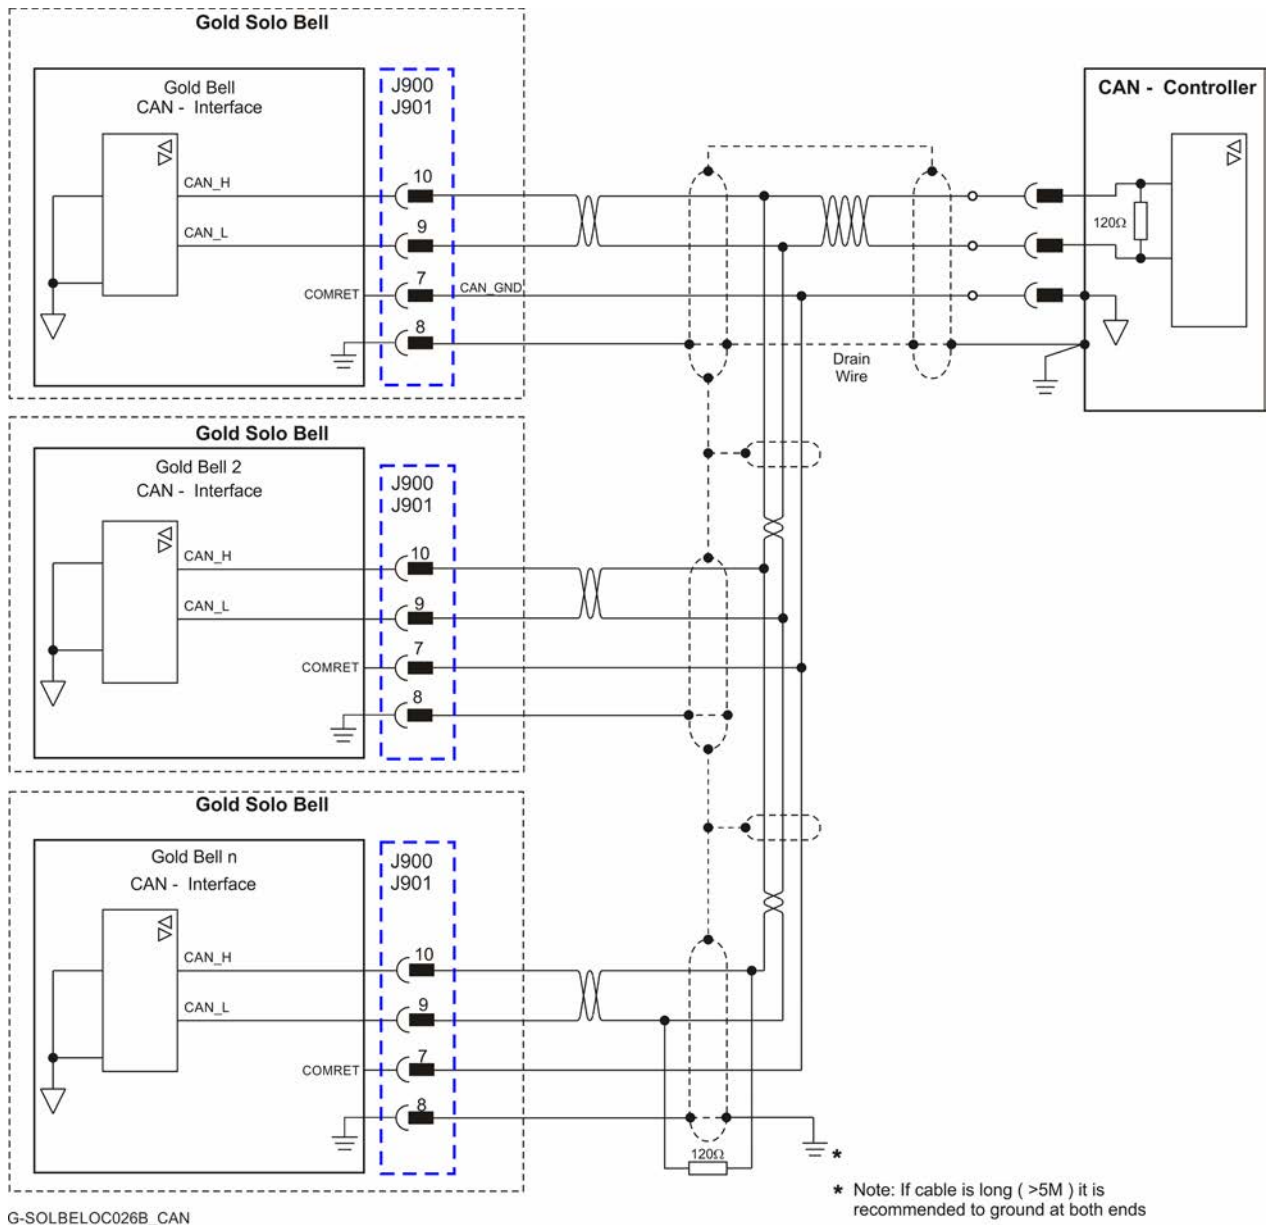 Gold Solo Bell
Gold Bell
CAN - Interface
J900
J901
CAN_H
10
CAN_L
9
COMRET
7
CAN_GND
8
Drain
Wire
CAN - Controller
120Ω
Gold Solo Bell
Gold Bell 2
CAN - Interface
J900
J901
CAN_H
10
CAN_L
9
COMRET
7
8
Gold Solo Bell
Gold Bell n
CAN - Interface
J900
J901
CAN_H
10
CAN_L
9
COMRET
7
8
120Ω
*
* Note: If cable is long ( >5M ) it is
recommended to ground at both ends
G-SOLBELOC026B_CAN